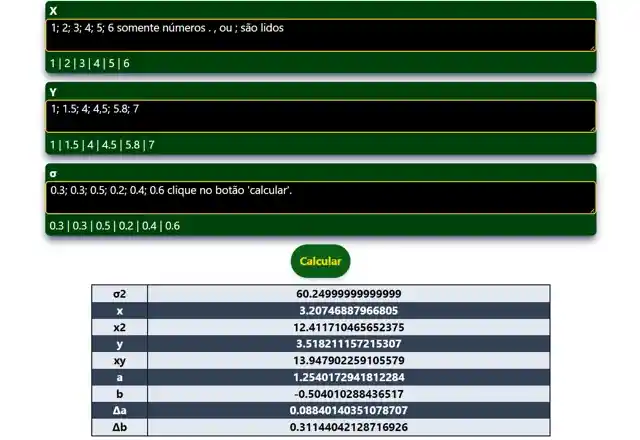 X
1; 2; 3; 4; 5; 6 somente números . , ou ; são lidos
1 | 2 | 3 | 4 | 5 | 6
Y
1; 1.5; 4; 4,5; 5.8; 7
1 | 1.5 | 4 | 4.5 | 5.8 | 7
σ
0.3; 0.3; 0.5; 0.2; 0.4; 0.6 clique no botão 'calcular'.
0.3 | 0.3 | 0.5 | 0.2 | 0.4 | 0.6
Calcular
σ2 60.24999999999999
x 3.20746887966805
x2 12.411710465652375
y 3.518211157215307
xy 13.947902259105579
a 1.2540172941812284
b -0.504010288436517
Δa 0.08840140351078707
Δb 0.31144042128716926